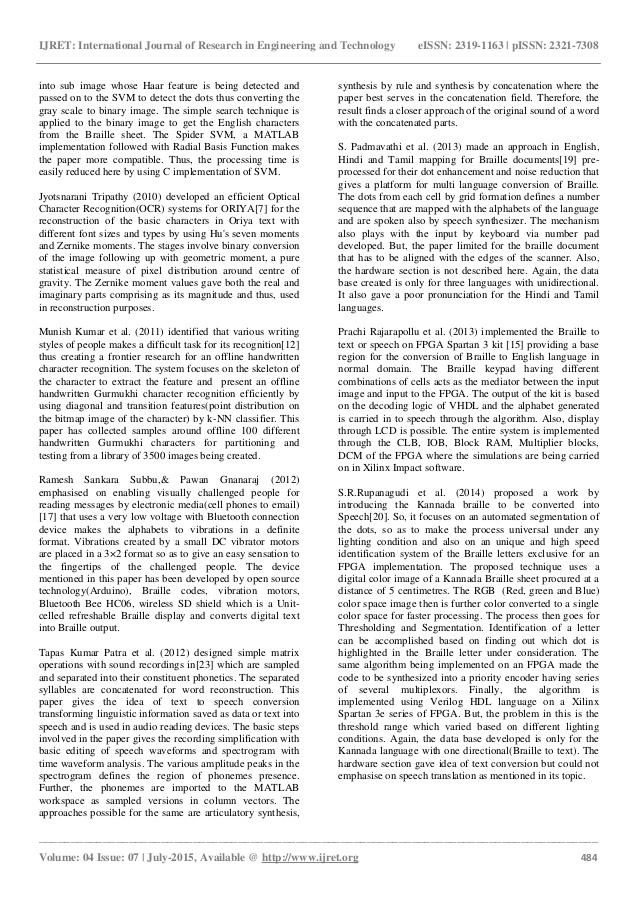 IJRET: International Journal of Research in Engineering and Technology eISSN: 2319-1163 | pISSN: 2321-7308
into sub image whose Haar feature is being detected and
passed on to the SVM to detect the dots thus converting the
gray scale to binary image. The simple search technique is
applied to the binary image to get the English characters
from the Braille sheet. The Spider SVM, a MATLAB
implementation followed with Radial Basis Function makes
the paper more compatible. Thus, the processing time is
easily reduced here by using C implementation of SVM.
Jyotsnarani Tripathy (2010) developed an efficient Optical
Character Recognition(OCR) systems for ORIYA[7] for the
reconstruction of the basic characters in Oriya text with
different font sizes and types by using Hu's seven moments
and Zernike moments. The stages involve binary conversion
of the image following up with geometric moment, a pure
statistical measure of pixel distribution around centre of
gravity. The Zernike moment values gave both the real and
imaginary parts comprising as its magnitude and thus, used
in reconstruction purposes.
Munish Kumar et al. (2011) identified that various writing
styles of people makes a difficult task for its recognition[12]
thus creating a frontier research for an offline handwritten
character recognition. The system focuses on the skeleton of
the character to extract the feature and present an offline
handwritten Gurmukhi character recognition efficiently by
using diagonal and transition features(point distribution on
the bitmap image of the character) by k-NN classifier. This
paper has collected samples around offline 100 different
handwritten Gurmukhi characters for partitioning and
testing from a library of 3500 images being created.
Ramesh Sankara Subbu,& Pawan Gnanaraj (2012)
emphasised on enabling visually challenged people for
reading messages by electronic media(cell phones to email)
[17] that uses a very low voltage with Bluetooth connection
device makes the alphabets to vibrations in a definite
format. Vibrations created by a small DC vibrator motors
are placed in a 3×2 format so as to give an easy sensation to
the fingertips of the challenged people. The device
mentioned in this paper has been developed by open source
technology(Arduino), Braille codes, vibration motors,
Bluetooth Bee HC06, wireless SD shield which is a Unit-
celled refreshable Braille display and converts digital text
into Braille output.
Tapas Kumar Patra et al. (2012) designed simple matrix
operations with sound recordings in[23] which are sampled
and separated into their constituent phonetics. The separated
syllables are concatenated for word reconstruction. This
paper gives the idea of text to speech conversion
transforming linguistic information saved as data or text into
speech and is used in audio reading devices. The basic steps
involved in the paper gives the recording simplification with
basic editing of speech waveforms and spectrogram with
time waveform analysis. The various amplitude peaks in the
spectrogram defines the region of phonemes presence.
Further, the phonemes are imported to the MATLAB
workspace as sampled versions in column vectors. The
approaches possible for the same are articulatory synthesis,
synthesis by rule and synthesis by concatenation where the
paper best serves in the concatenation field. Therefore, the
result finds a closer approach of the original sound of a word
with the concatenated parts.
S. Padmavathi et al. (2013) made an approach in English,
Hindi and Tamil mapping for Braille documents[19] pre-
processed for their dot enhancement and noise reduction that
gives a platform for multi language conversion of Braille.
The dots from each cell by grid formation defines a number
sequence that are mapped with the alphabets of the language
and are spoken also by speech synthesizer. The mechanism
also plays with the input by keyboard via number pad
developed. But, the paper limited for the braille document
that has to be aligned with the edges of the scanner. Also,
the hardware section is not described here. Again, the data
base created is only for three languages with unidirectional.
It also gave a poor pronunciation for the Hindi and Tamil
languages.
Prachi Rajarapollu et al. (2013) implemented the Braille to
text or speech on FPGA Spartan 3 kit [15] providing a base
region for the conversion of Braille to English language in
normal domain. The Braille keypad having different
combinations of cells acts as the mediator between the input
image and input to the FPGA. The output of the kit is based
on the decoding logic of VHDL and the alphabet generated
is carried in to speech through the algorithm. Also, display
through LCD is possible. The entire system is implemented
through the CLB, IOB, Block RAM, Multiplier blocks,
DCM of the FPGA where the simulations are being carried
on in Xilinx Impact software.
S.R.Rupanagudi et al. (2014) proposed a work by
introducing the Kannada braille to be converted into
Speech[20]. So, it focuses on an automated segmentation of
the dots, so as to make the process universal under any
lighting condition and also on an unique and high speed
identification system of the Braille letters exclusive for an
FPGA implementation. The proposed technique uses a
digital color image of a Kannada Braille sheet procured at a
distance of 5 centimetres. The RGB (Red, green and Blue)
color space image then is further color converted to a single
color space for faster processing. The process then goes for
Thresholding and Segmentation. Identification of a letter
can be accomplished based on finding out which dot is
highlighted in the Braille letter under consideration. The
same algorithm being implemented on an FPGA made the
code to be synthesized into a priority encoder having series
of several multiplexors. Finally, the algorithm is
implemented using Verilog HDL language on a Xilinx
Spartan 3e series of FPGA. But, the problem in this is the
threshold range which varied based on different lighting
conditions. Again, the data base developed is only for the
Kannada language with one directional(Braille to text). The
hardware section gave idea of text conversion but could not
emphasise on speech translation as mentioned in its topic.
Volume: 04 Issue: 07 | July-2015, Available @ http://www.ijret.org 484